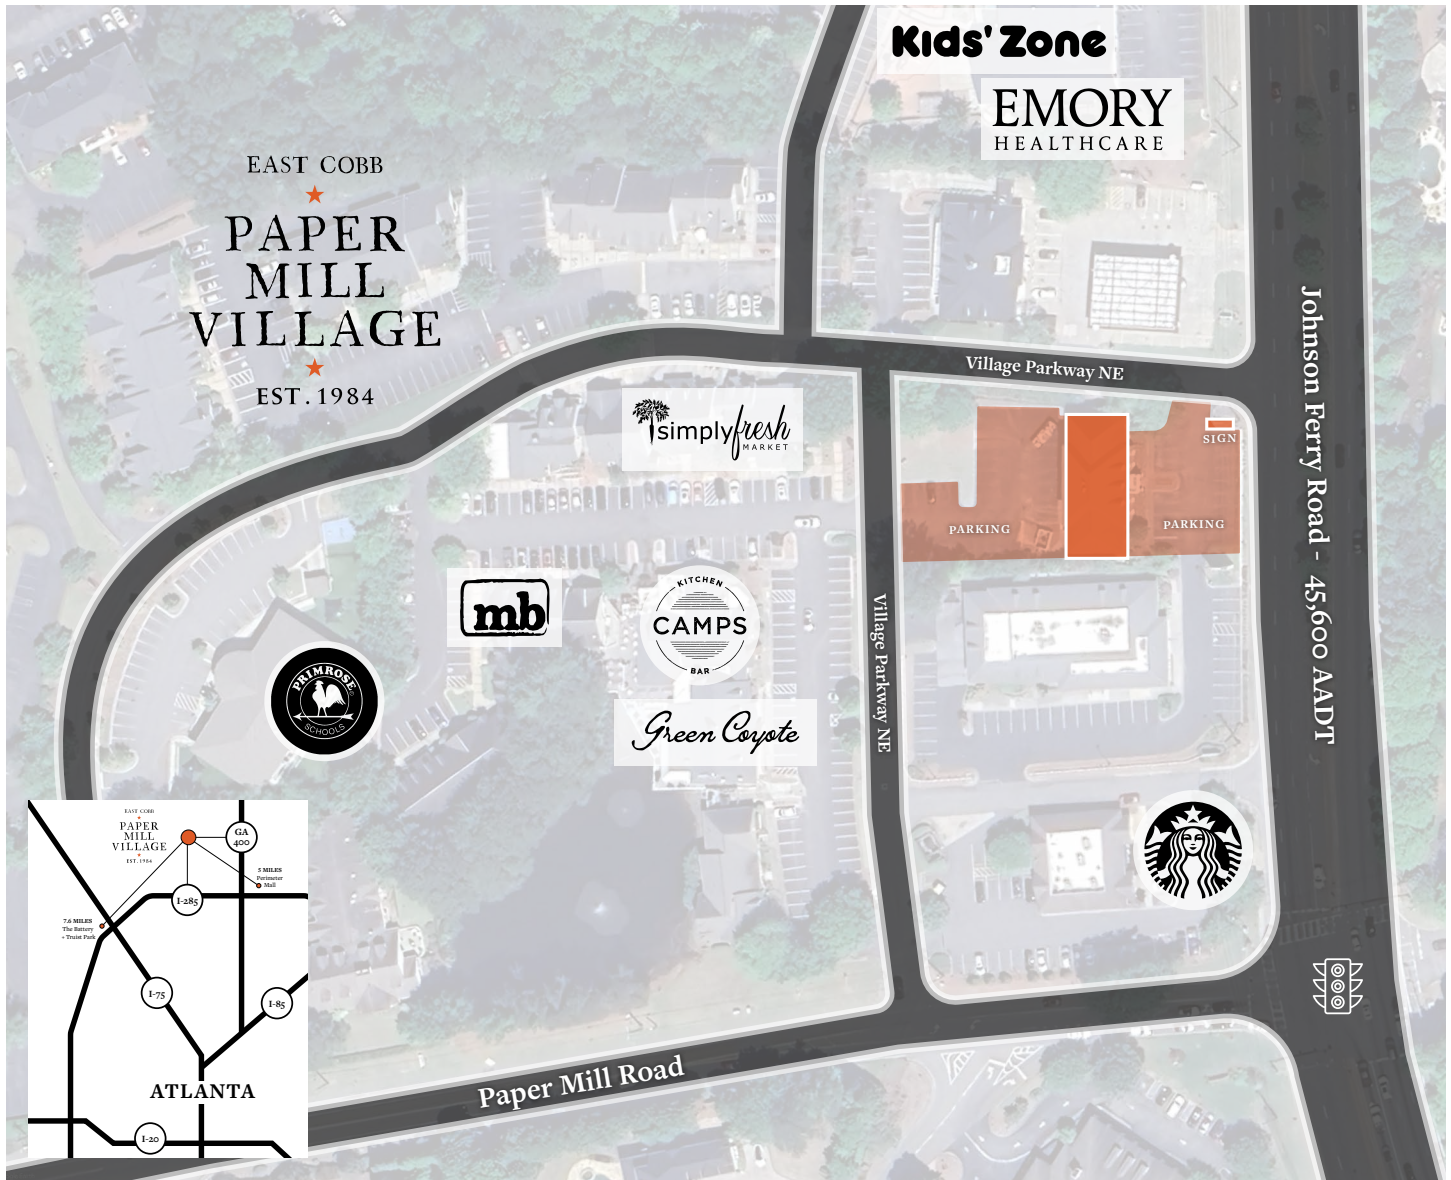 Kids' Zone
EMORY
HEALTHCARE
EAST COBB
PAPER
MILL
VILLAGE
EST. 1984
Village Parkway NE
Johnson Ferry Road - 45,600 AADT
simplyfresh
MARKET
SIGN
PARKING
PARKING
mb
KITCHEN
CAMPS
BAR
Village Parkway NE
PRIMROSE
SCHOOLS
Green Coyote
EAST COBB
PAPER
MILL
VILLAGE
EST. 1984
GA
400
5 MILES
Perimeter
Mall
I-285
7.6 MILES
The Battery
+ Truist Park
I-75
I-85
ATLANTA
I-20
Paper Mill Road